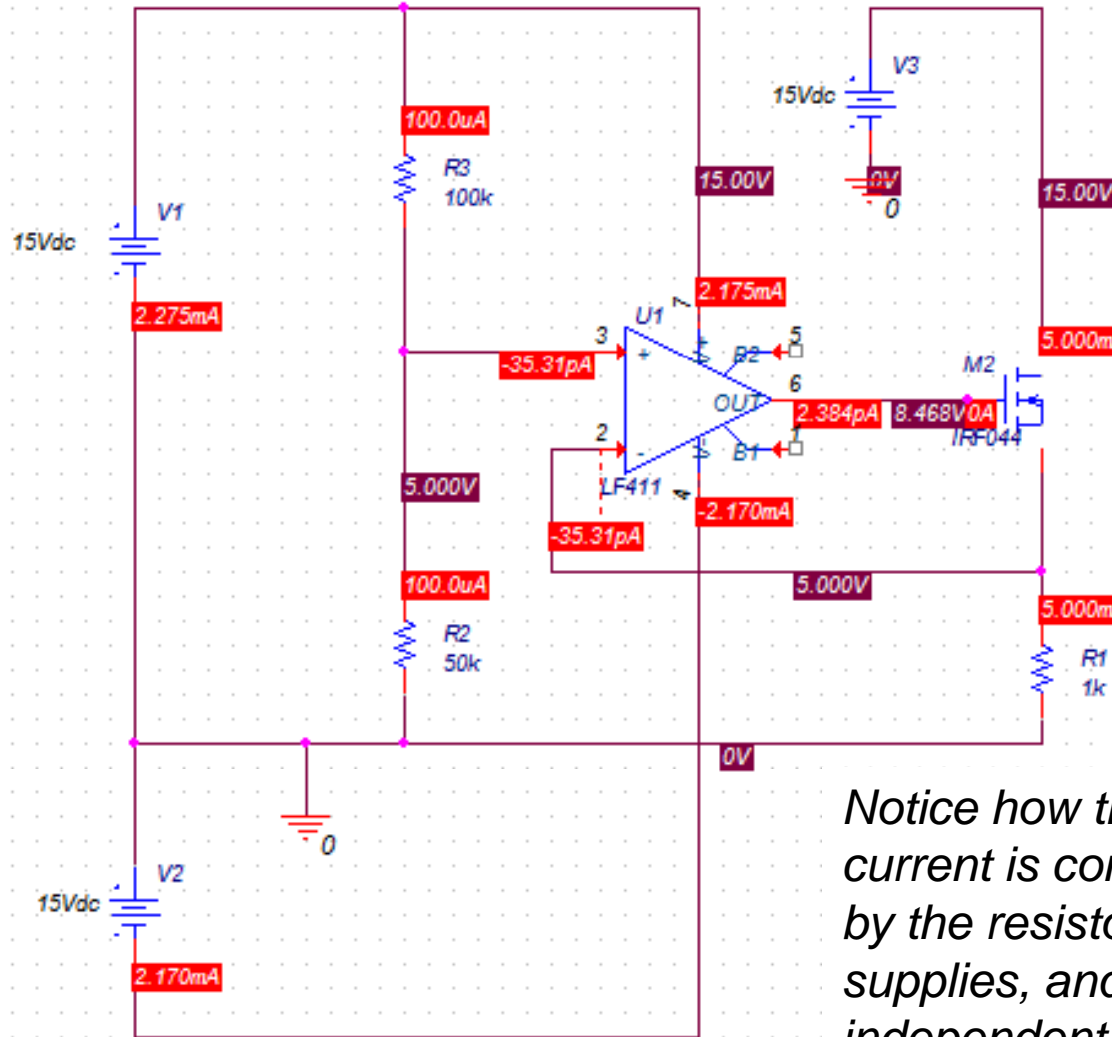 V3
15Vdc
100.0uA
R3
100k
15.00V
0V
0
15.00V
V1
15Vdc
2.275mA
2.175mA
7
U1
V+
3
+
-35.31pA
B2
5
5.000m
M2
6
OUT
2.384pA
8.468V
0A
IRF044
2
-
B1
1
V-
LF411
4
5.000V
-2.170mA
-35.31pA
100.0uA
5.000V
5.000m
R2
50k
R1
1k
0V
0
V2
15Vdc
2.170mA
Notice how t
current is co
by the resisto
supplies, and
independent